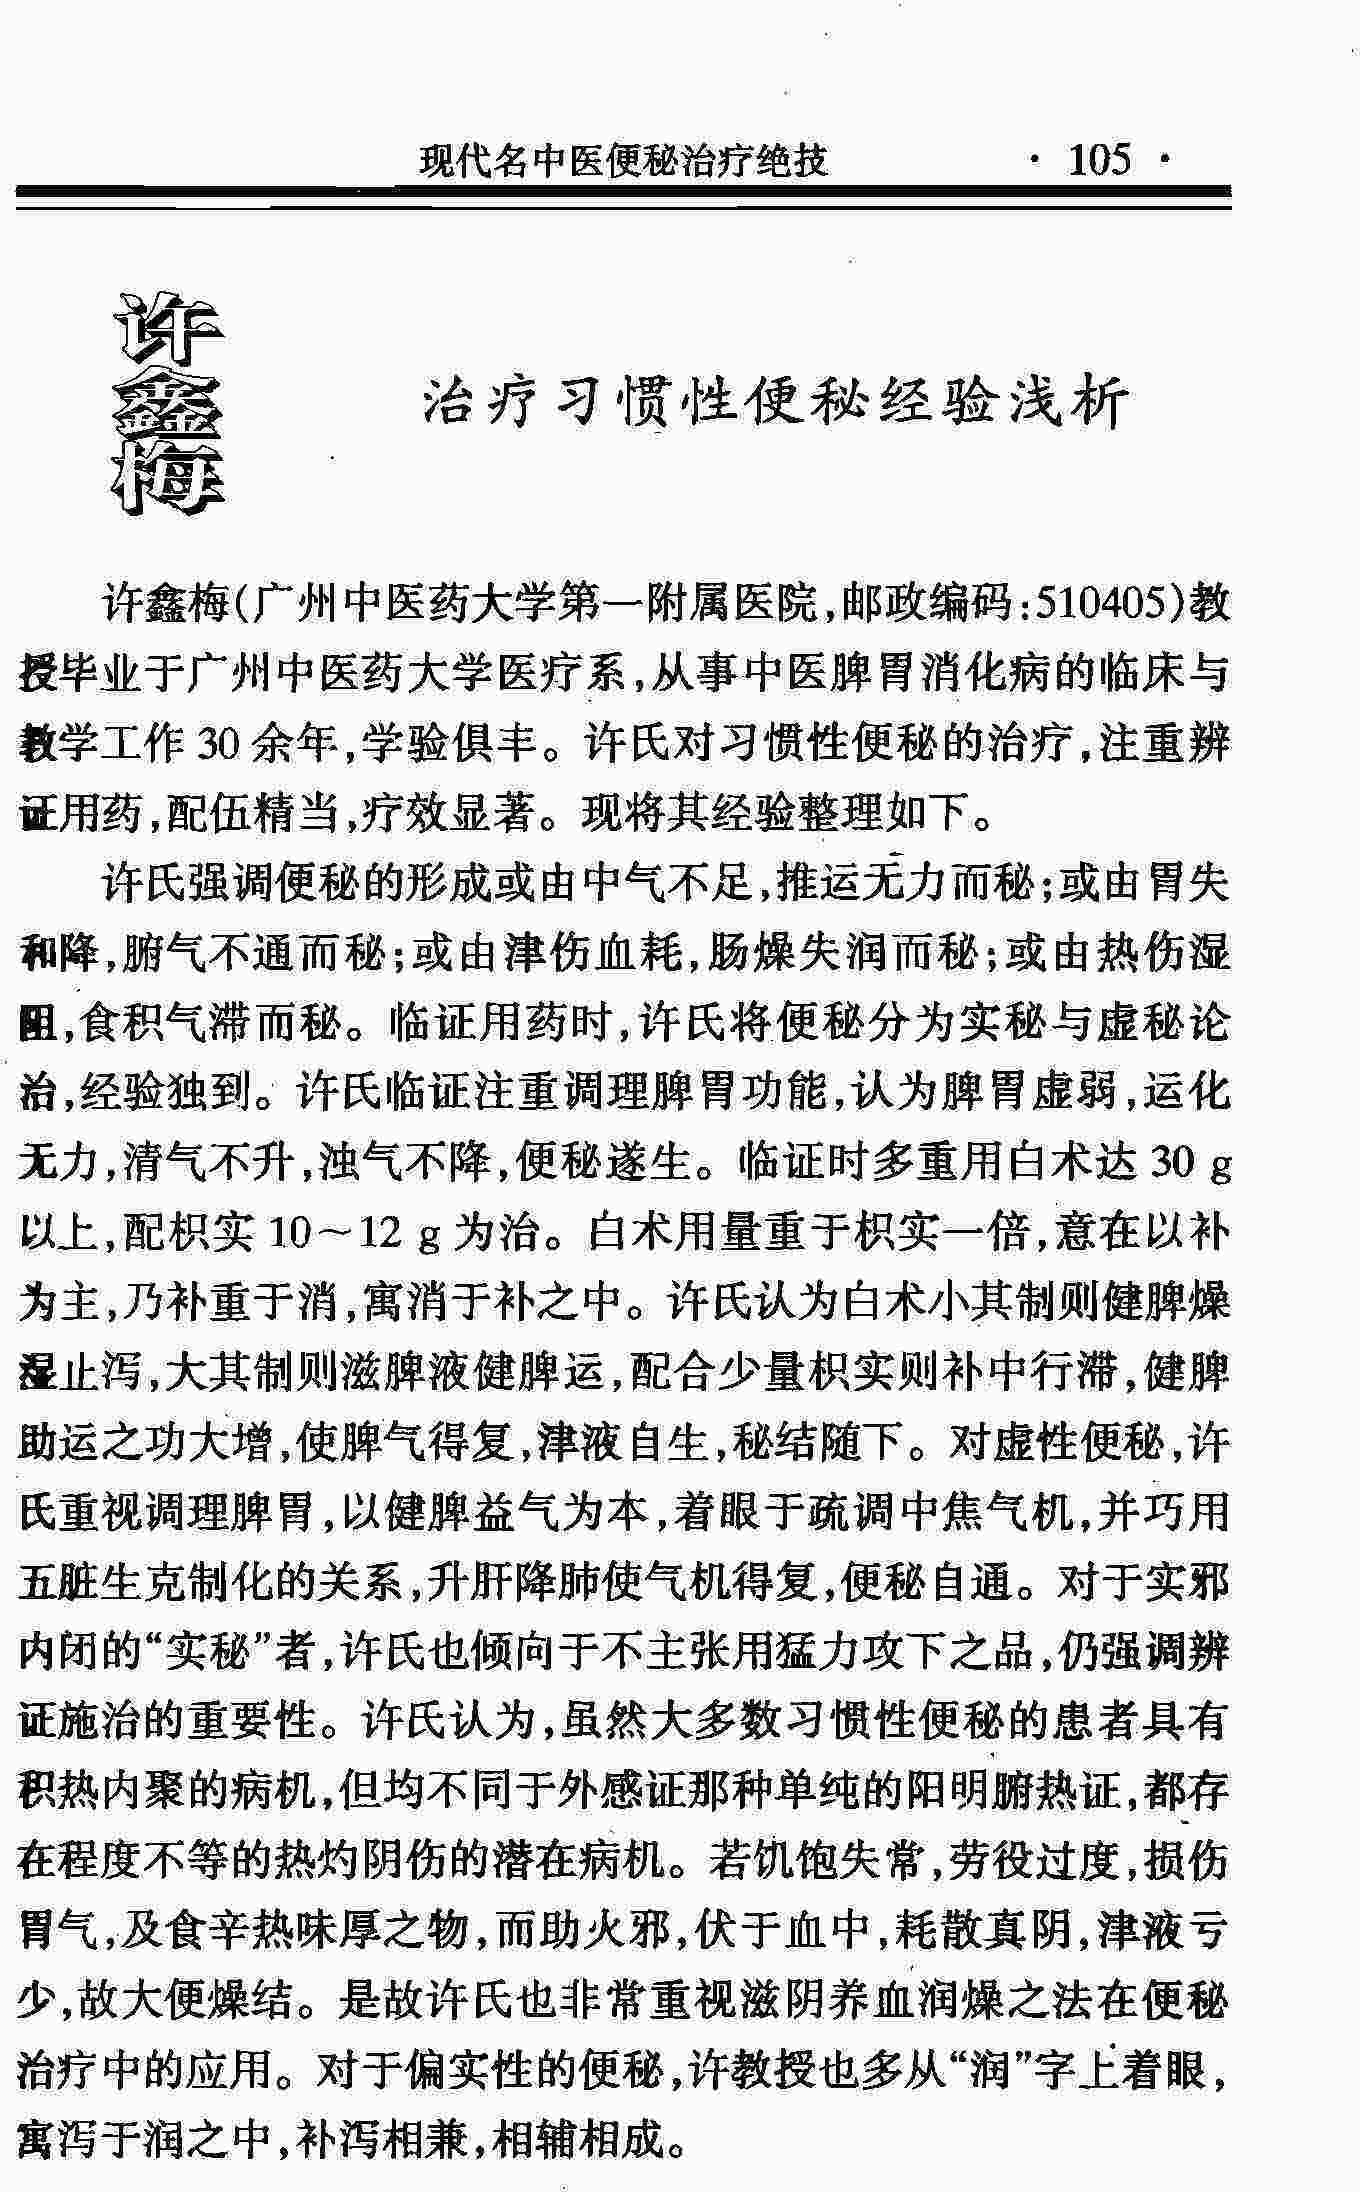 现代名中医便秘治疗绝技 · 105 ·
许鑫梅
治疗习惯性便秘经验浅析
许鑫梅(广州中医药大学第一附属医院,邮政编码:510405)教
授毕业于广州中医药大学医疗系,从事中医脾胃消化病的临床与
教学工作 30 余年,学验俱丰。许氏对习惯性便秘的治疗,注重辨
证用药,配伍精当,疗效显著。现将其经验整理如下。
许氏强调便秘的形成或由中气不足,推运无力而秘;或由胃失
和降,腑气不通而秘;或由津伤血耗,肠燥失润而秘;或由热伤湿
阻,食积气滞而秘。临证用药时,许氏将便秘分为实秘与虚秘论
治,经验独到。许氏临证注重调理脾胃功能,认为脾胃虚弱,运化
无力,清气不升,浊气不降,便秘遂生。临证时多重用白术达 30 g
以上,配枳实 10～12 g 为治。白术用量重于枳实一倍,意在以补
为主,乃补重于消,寓消于补之中。许氏认为白术小其制则健脾燥
湿止泻,大其制则滋脾液健脾运,配合少量枳实则补中行滞,健脾
助运之功大增,使脾气得复,津液自生,秘结随下。对虚性便秘,许
氏重视调理脾胃,以健脾益气为本,着眼于疏调中焦气机,并巧用
五脏生克制化的关系,升肝降肺使气机得复,便秘自通。对于实邪
内闭的“实秘”者,许氏也倾向于不主张用猛力攻下之品,仍强调辨
证施治的重要性。许氏认为,虽然大多数习惯性便秘的患者具有
积热内聚的病机,但均不同于外感证那种单纯的阳明腑热证,都存
在程度不等的热灼阴伤的潜在病机。若饥饱失常,劳役过度,损伤
胃气,及食辛热味厚之物,而助火邪,伏于血中,耗散真阴,津液亏
少,故大便燥结。是故许氏也非常重视滋阴养血润燥之法在便秘
治疗中的应用。对于偏实性的便秘,许教授也多从“润”字上着眼,
寓泻于润之中,补泻相兼,相辅相成。